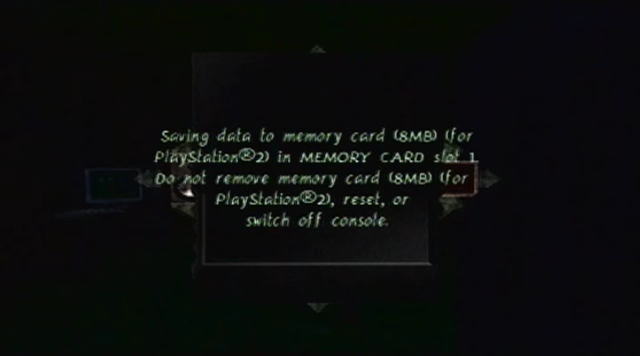 Saving data to memory card (8MB) (for
PlayStation®2) in MEMORY CARD slot 1.
Do not remove memory card (8MB) (for
PlayStation®2), reset, or
switch off console.